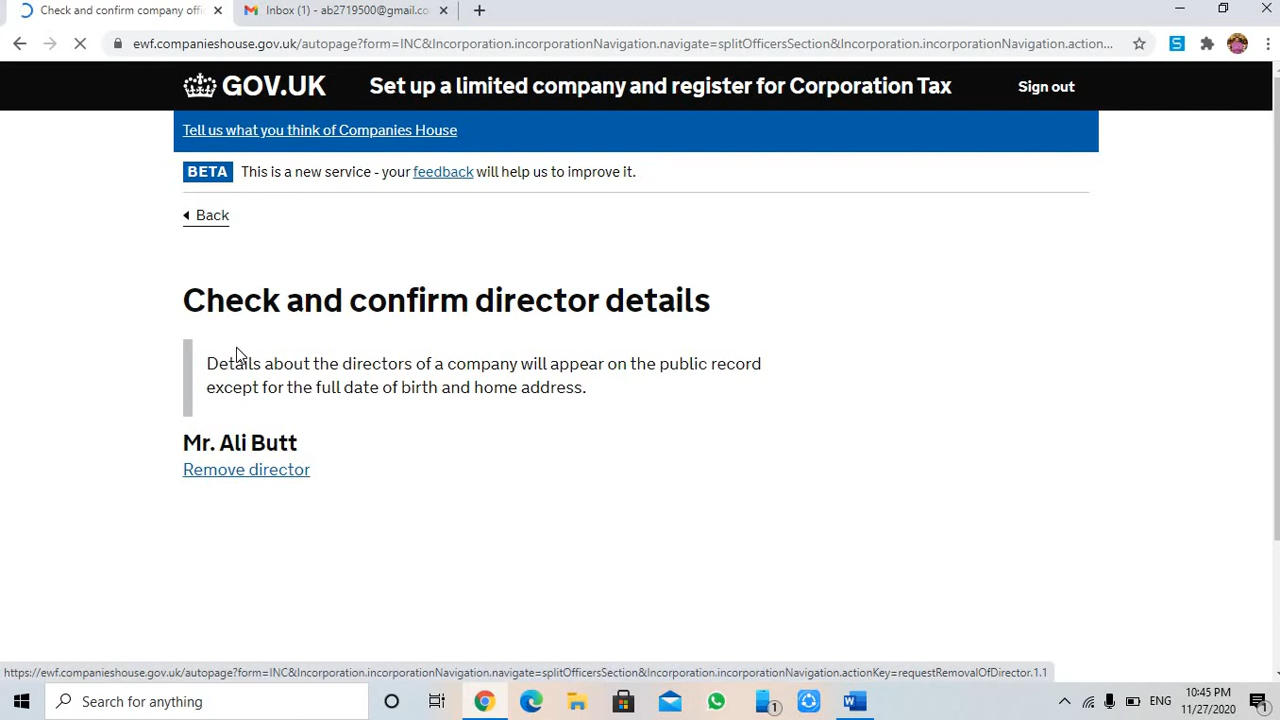 Check and confirm company offi
Inbox (1) - ab2719500@gmail.co
ewf.companieshouse.gov.uk/autopage?form=INC&Incorporation.incorporationNavigation.navigate=splitOfficersSection&Incorporation.incorporationNavigation.action...
GOV.UK Set up a limited company and register for Corporation Tax Sign out
Tell us what you think of Companies House
BETA This is a new service - your feedback will help us to improve it.
Back
Check and confirm director details
Details about the directors of a company will appear on the public record
except for the full date of birth and home address.
Mr. Ali Butt
Remove director
https://ewf.companieshouse.gov.uk/autopage?form=INC&Incorporation.incorporationNavigation.navigate=splitOfficersSection&Incorporation.incorporationNavigation.actionKey=requestRemovalOfDirector.1.1
Search for anything
1
ENG
10:45 PM
11/27/2020
1